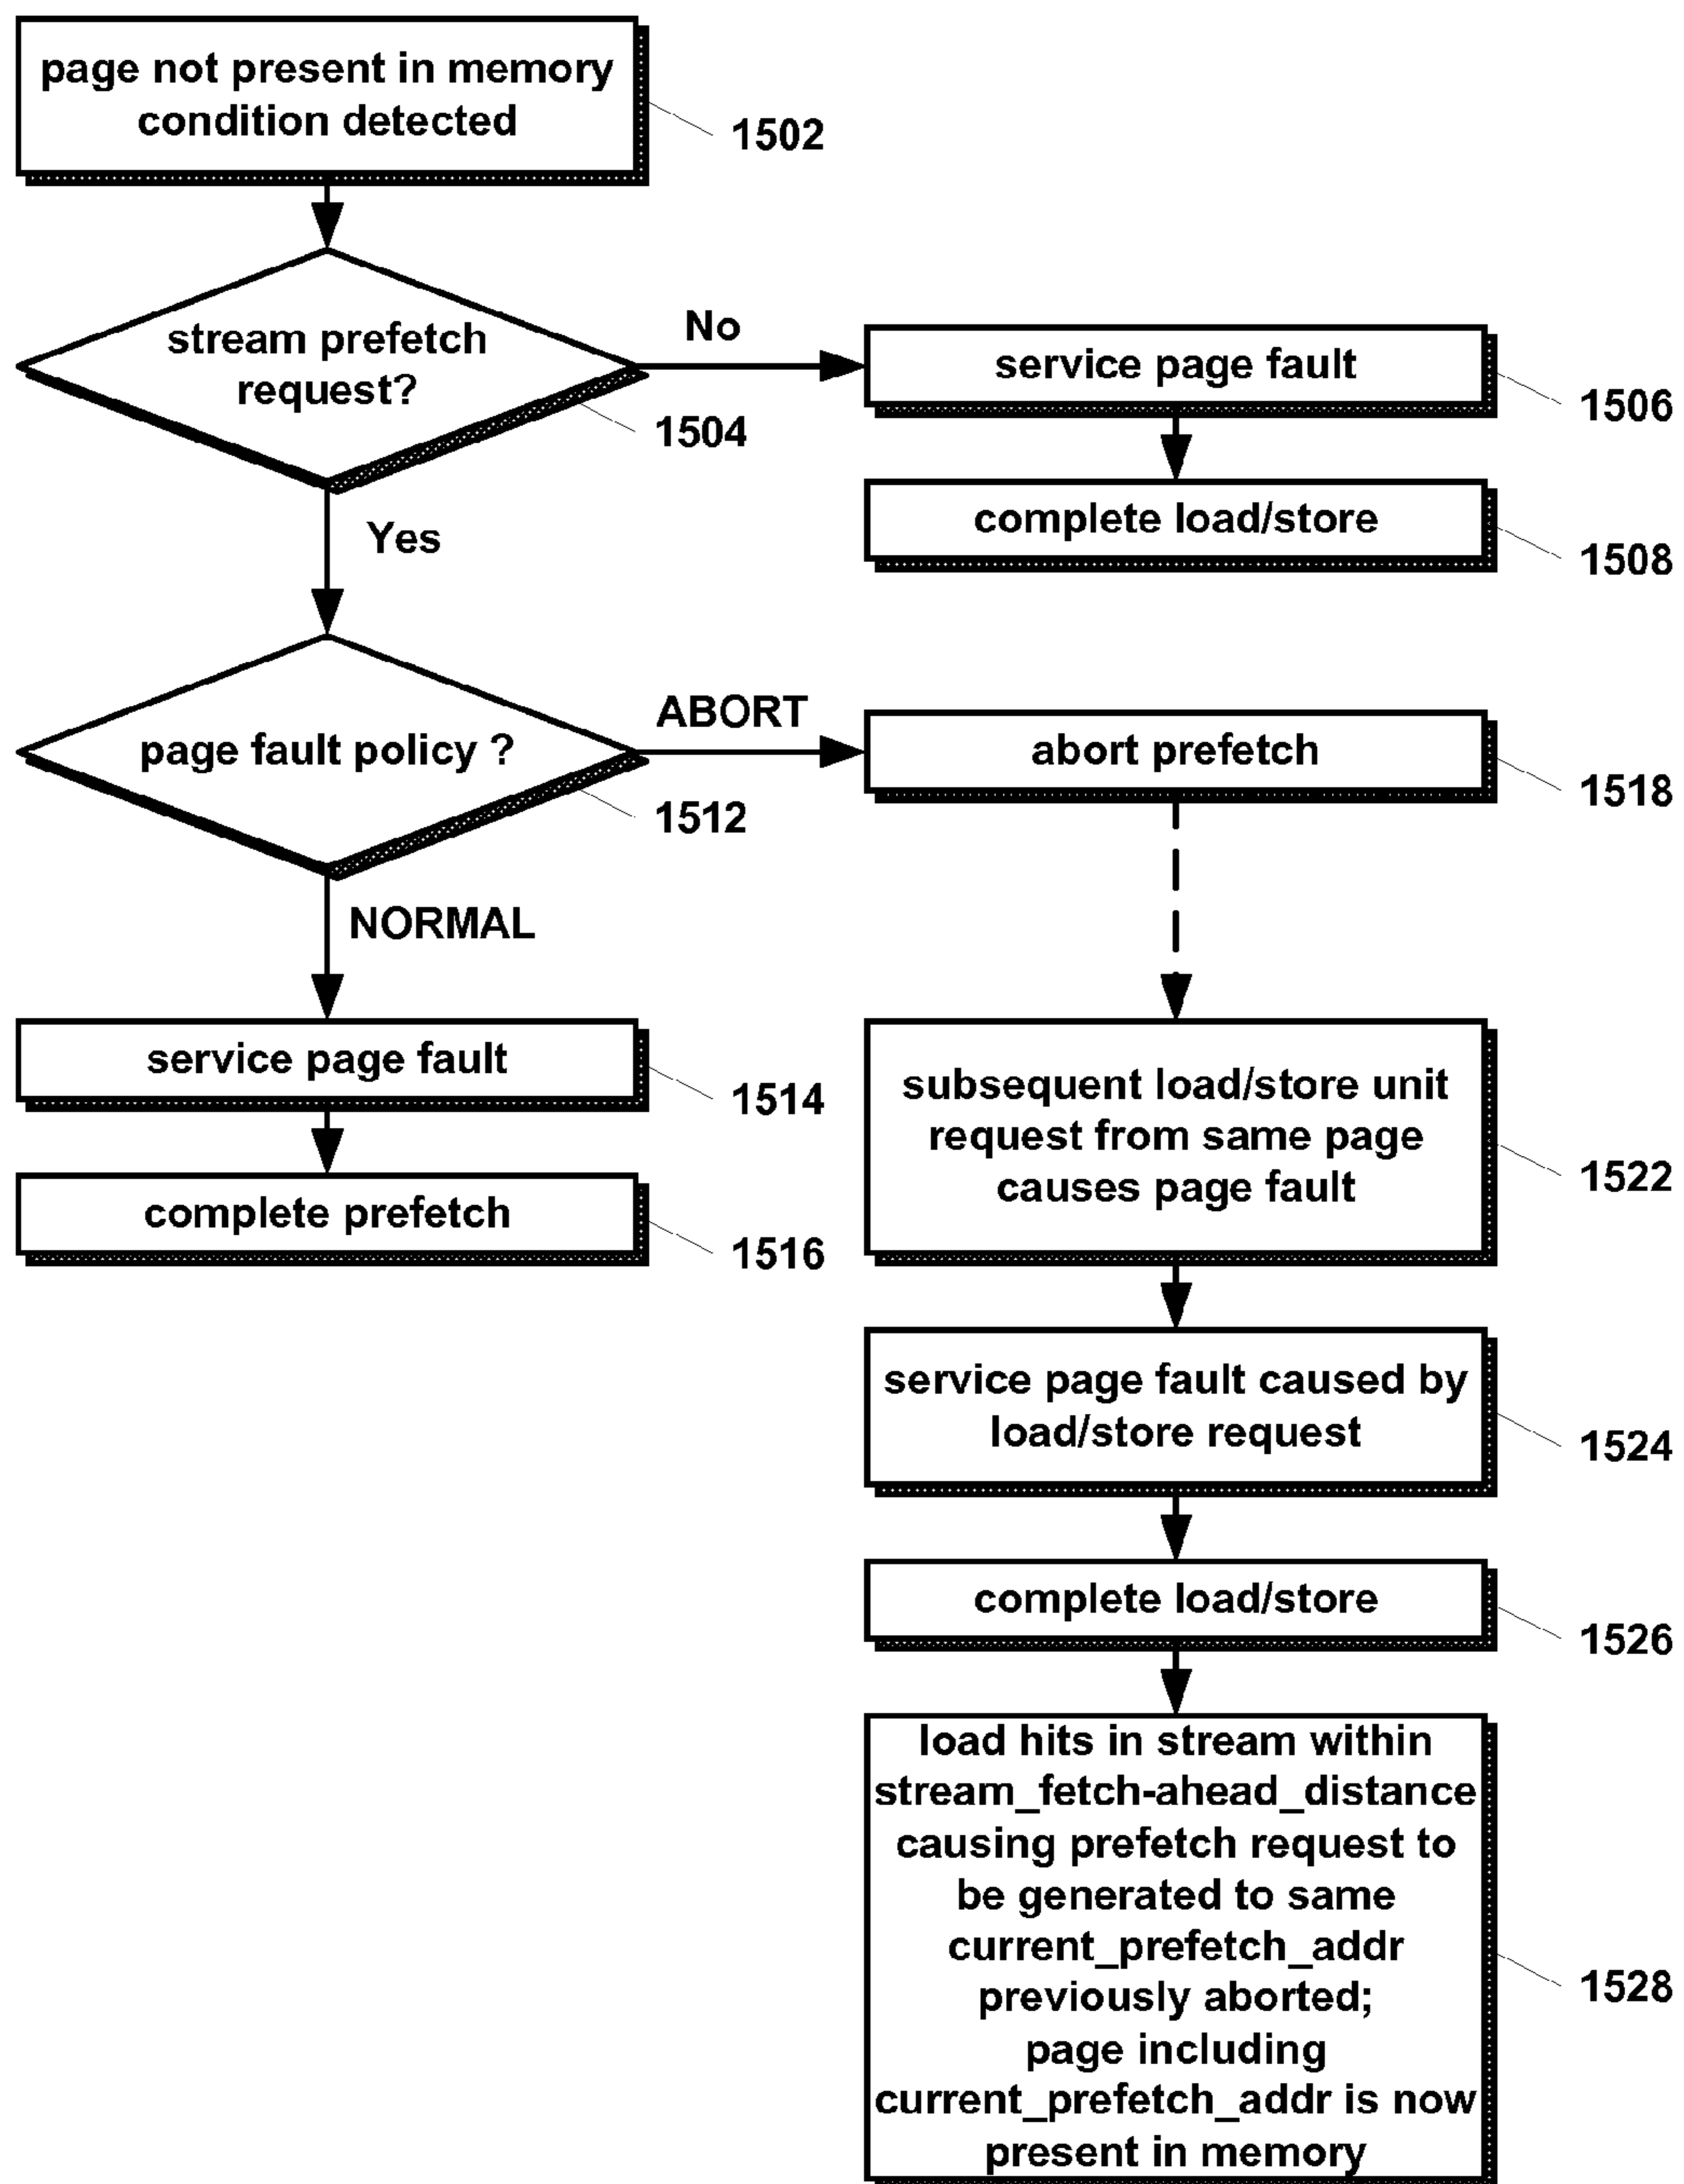 page not present in memory
condition detected
1502
stream prefetch
request?
1504
No
service page fault
1506
complete load/store
1508
Yes
page fault policy ?
1512
ABORT
abort prefetch
1518
NORMAL
service page fault
1514
complete prefetch
1516
subsequent load/store unit
request from same page
causes page fault
1522
service page fault caused by
load/store request
1524
complete load/store
1526
load hits in stream within
stream_fetch-ahead_distance
causing prefetch request to
be generated to same
current_prefetch_addr
previously aborted;
page including
current_prefetch_addr is now
present in memory
1528